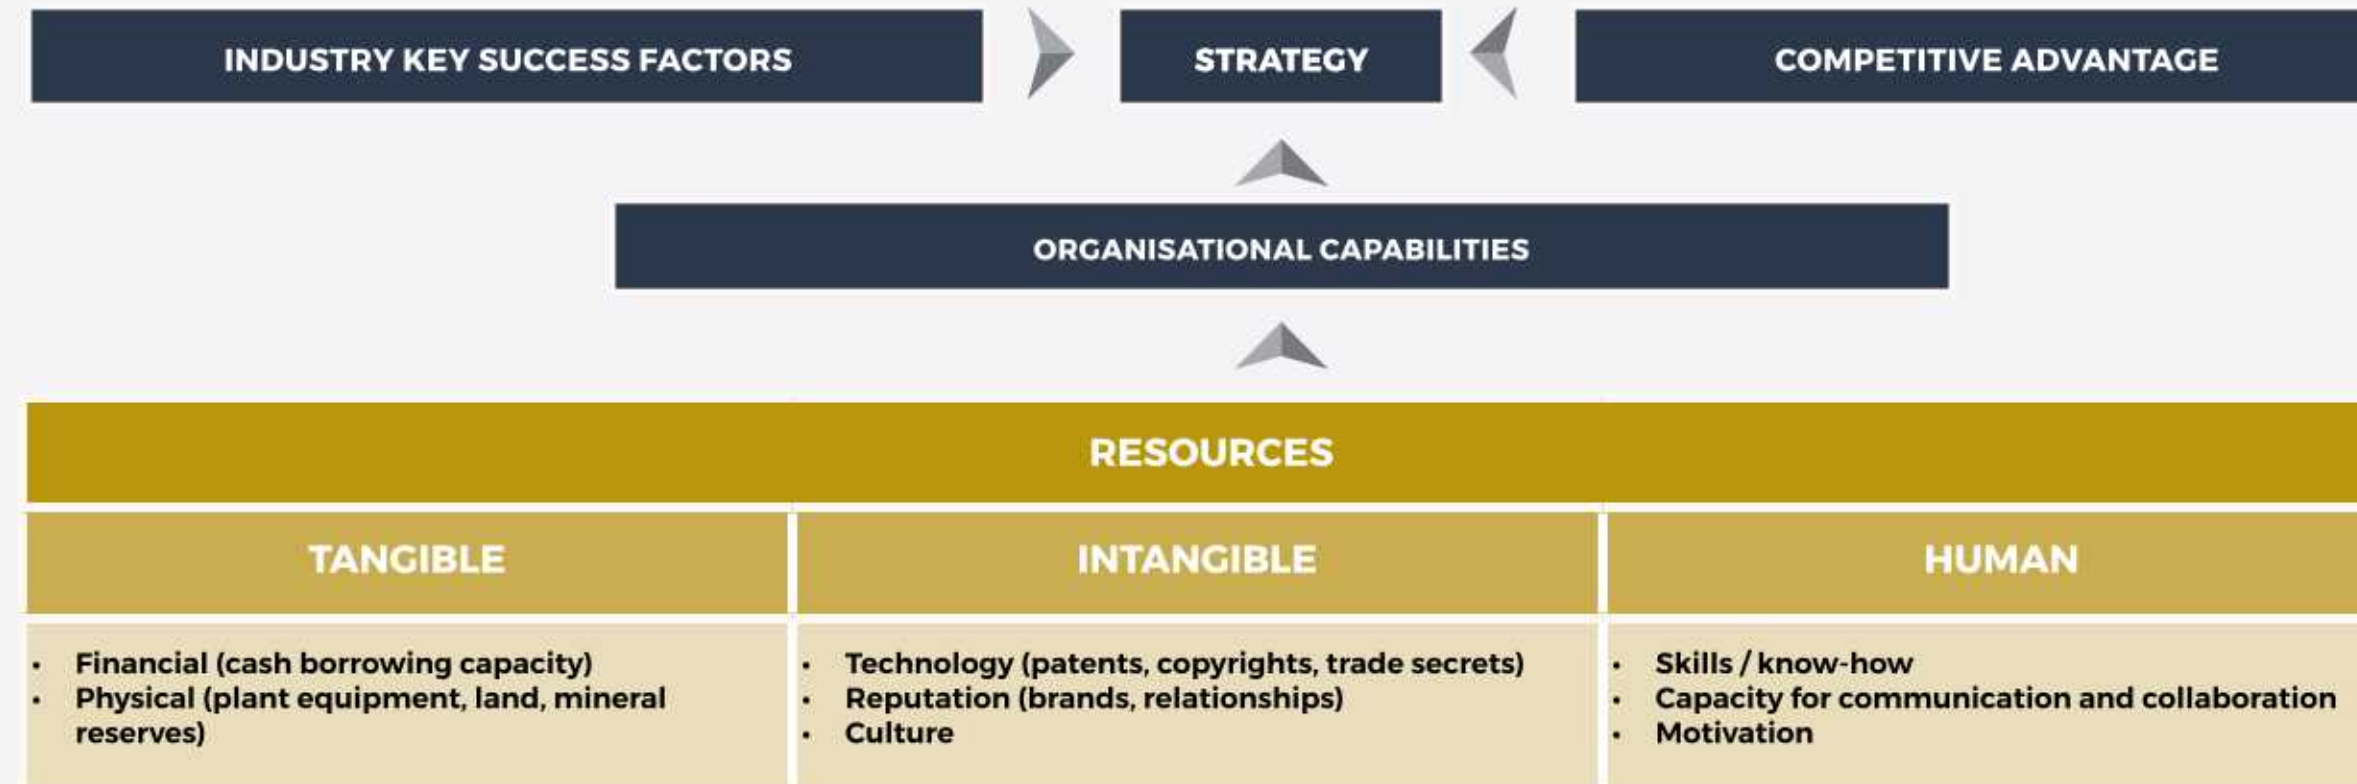 INDUSTRY KEY SUCCESS FACTORS
STRATEGY
COMPETITIVE ADVANTAGE
ORGANISATIONAL CAPABILITIES
RESOURCES
TANGIBLE
INTANGIBLE
HUMAN
• Financial (cash borrowing capacity)
• Physical (plant equipment, land, mineral
reserves)
• Technology (patents, copyrights, trade secrets)
• Reputation (brands, relationships)
• Culture
• Skills / know-how
• Capacity for communication and collaboration
• Motivation